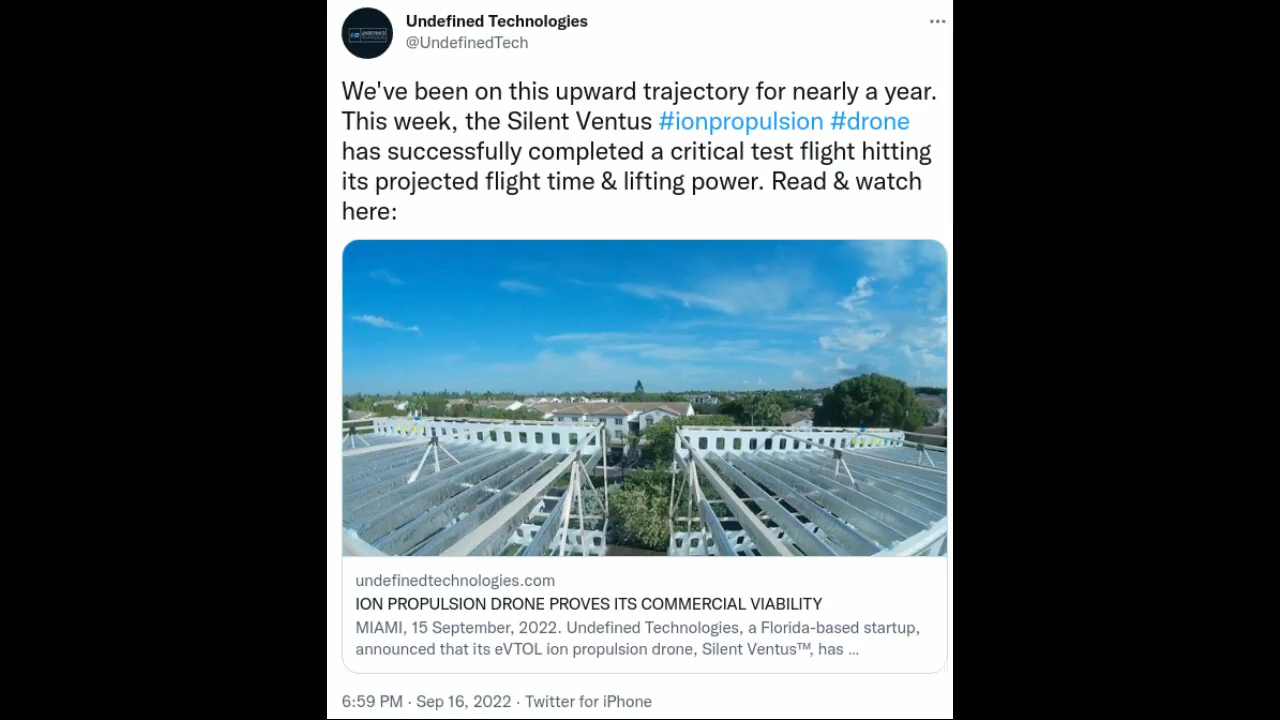 Undefined Technologies
@UndefinedTech
We've been on this upward trajectory for nearly a year.
This week, the Silent Ventus #ionpropulsion #drone
has successfully completed a critical test flight hitting
its projected flight time & lifting power. Read & watch
here:
undefinedtechnologies.com
ION PROPULSION DRONE PROVES ITS COMMERCIAL VIABILITY
MIAMI, 15 September, 2022. Undefined Technologies, a Florida-based startup,
announced that its eVTOL ion propulsion drone, Silent Ventus™, has ...
6:59 PM · Sep 16, 2022 · Twitter for iPhone